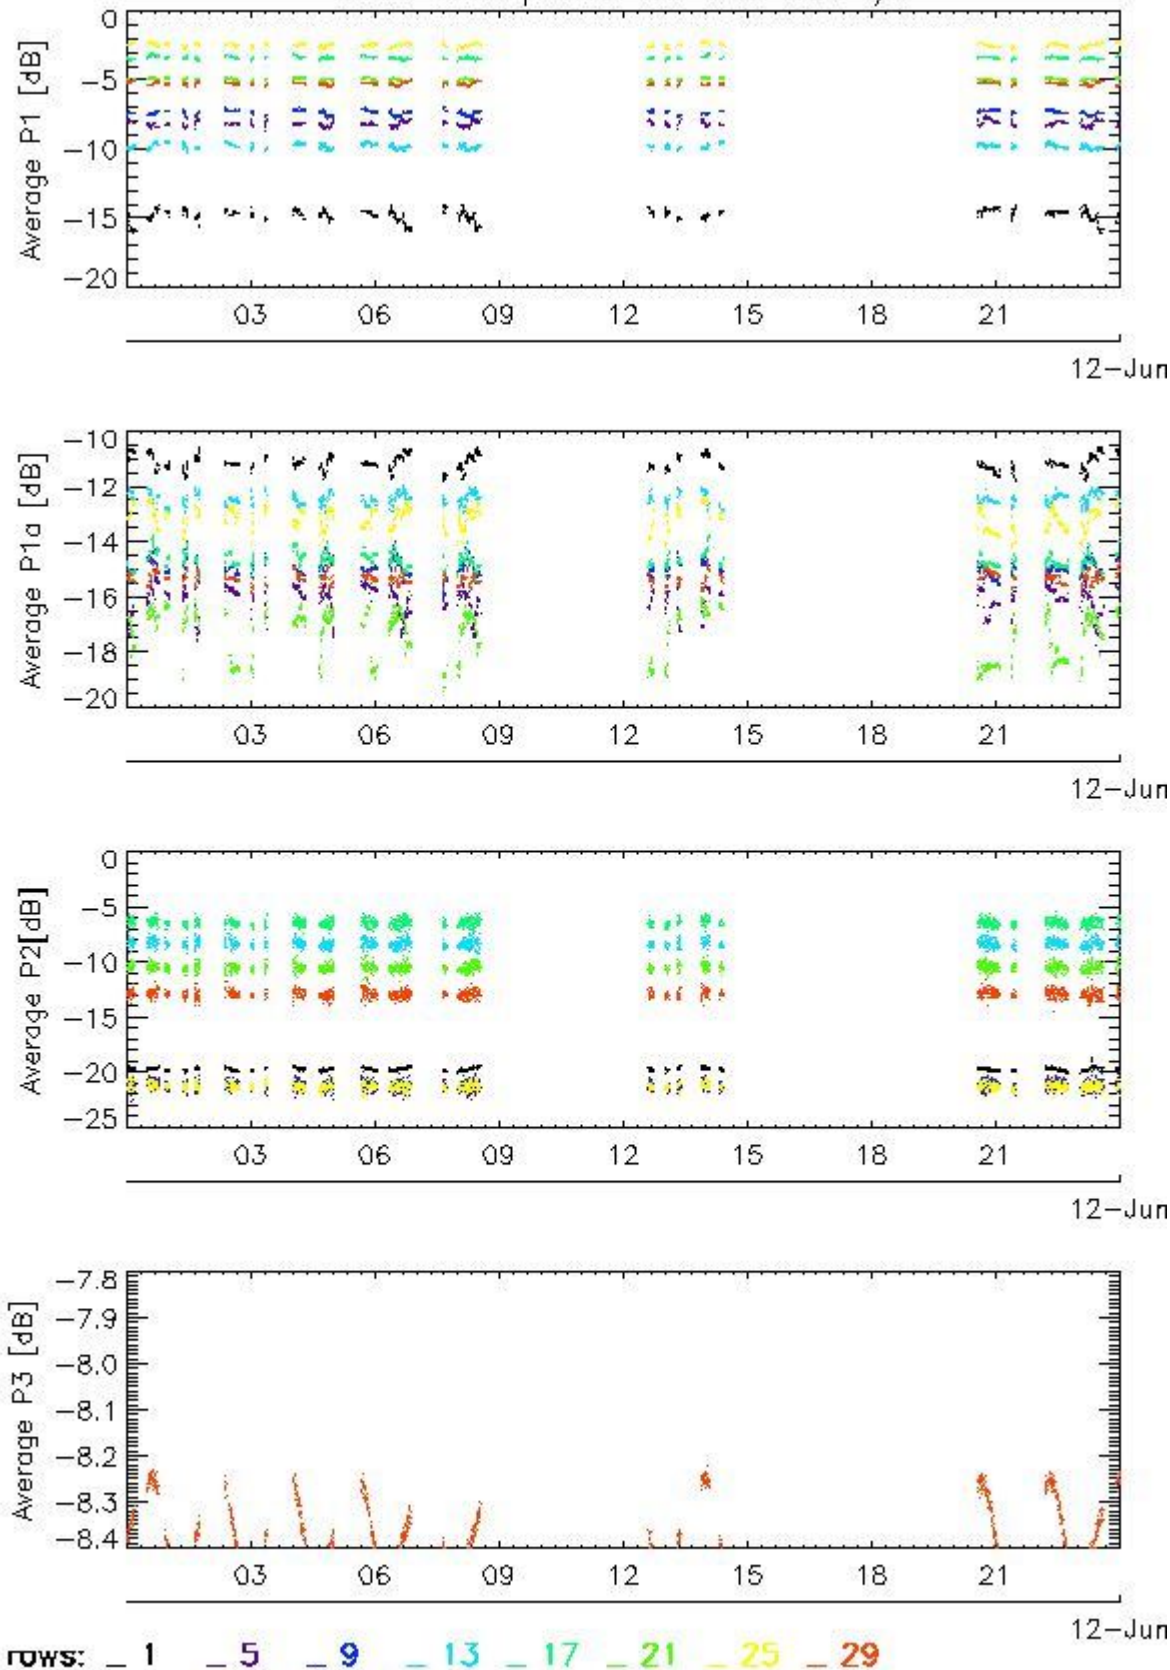 Average P1 [dB]
0
−5
−10
−15
−20
03 06 09 12 15 18 21
12−Jun
Average P1a [dB]
−10
−12
−14
−16
−18
−20
03 06 09 12 15 18 21
12−Jun
Average P2[dB]
0
−5
−10
−15
−20
−25
03 06 09 12 15 18 21
12−Jun
Average P3 [dB]
−7.8
−7.9
−8.0
−8.1
−8.2
−8.3
−8.4
03 06 09 12 15 18 21
12−Jun
rows: _ 1 _ 5 _ 9 _ 13 _ 17 _ 21 _ 25 _ 29